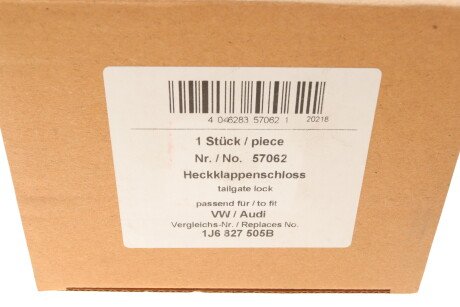 4 046283 57062 1 20218
1 Stück / piece
Nr. / No. 57062
Heckklappenschloss
tailgate lock
passend für / to fit
VW / Audi
Vergleichs-Nr. / Replaces No.
1J6 827 505B